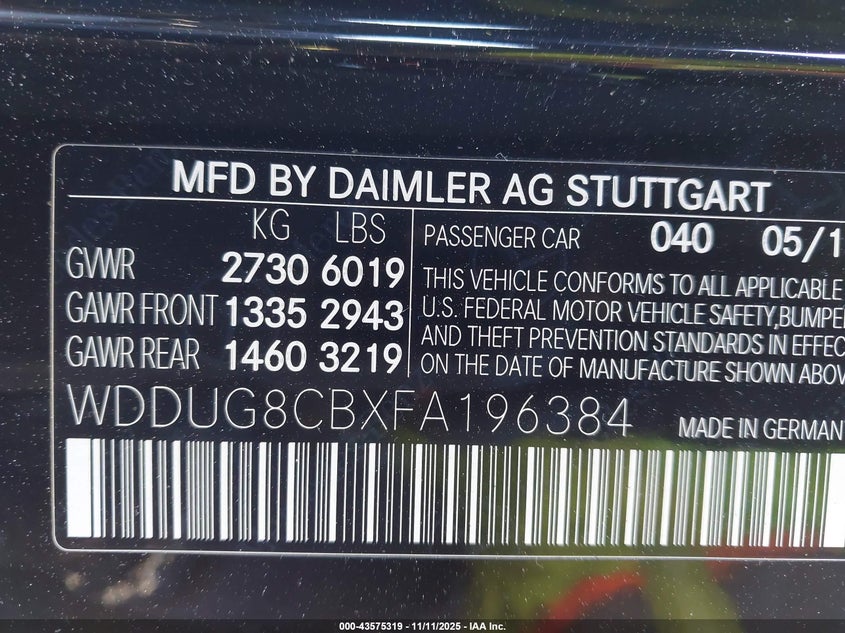 MFD BY DAIMLER AG STUTTGART
KG LBS
GVWR 2730 6019
GAWR FRONT 1335 2943
GAWR REAR 1460 3219
PASSENGER CAR 040 05/1
THIS VEHICLE CONFORMS TO ALL APPLICABLE
U.S. FEDERAL MOTOR VEHICLE SAFETY, BUMPER
AND THEFT PREVENTION STANDARDS IN EFFEC
ON THE DATE OF MANUFACTURE SHOWN ABOV
WDDUG8CBXFA196384
MADE IN GERMAN
000-43575319 - 11/11/2025 - IAA Inc.